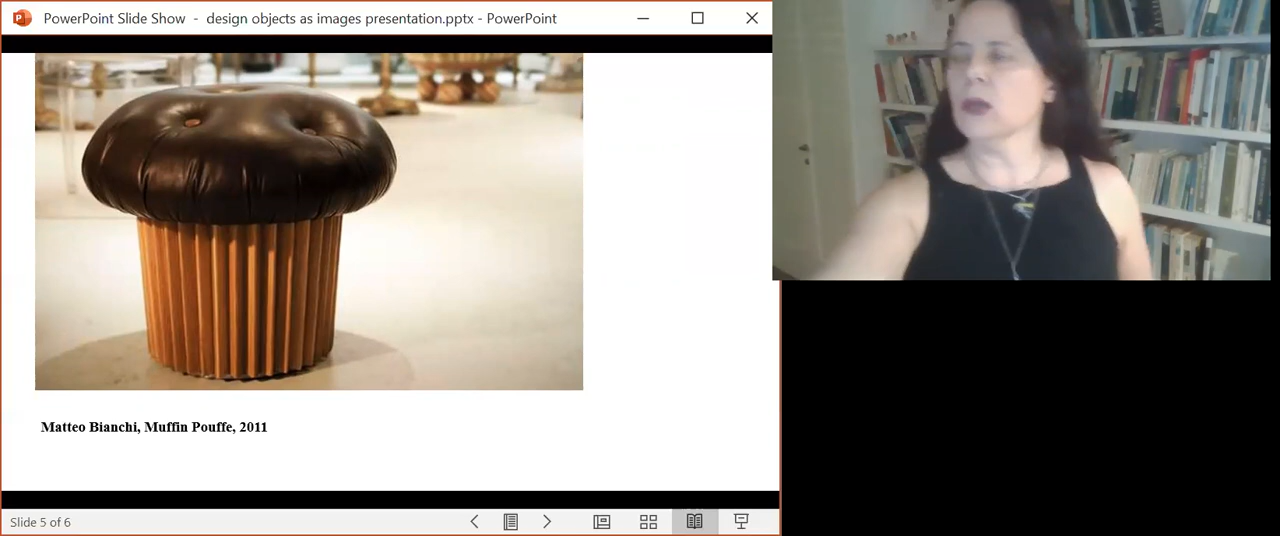 PowerPoint Slide Show - design objects as images presentation.pptx - PowerPoint
Matteo Bianchi, Muffin Pouffe, 2011
Slide 5 of 6